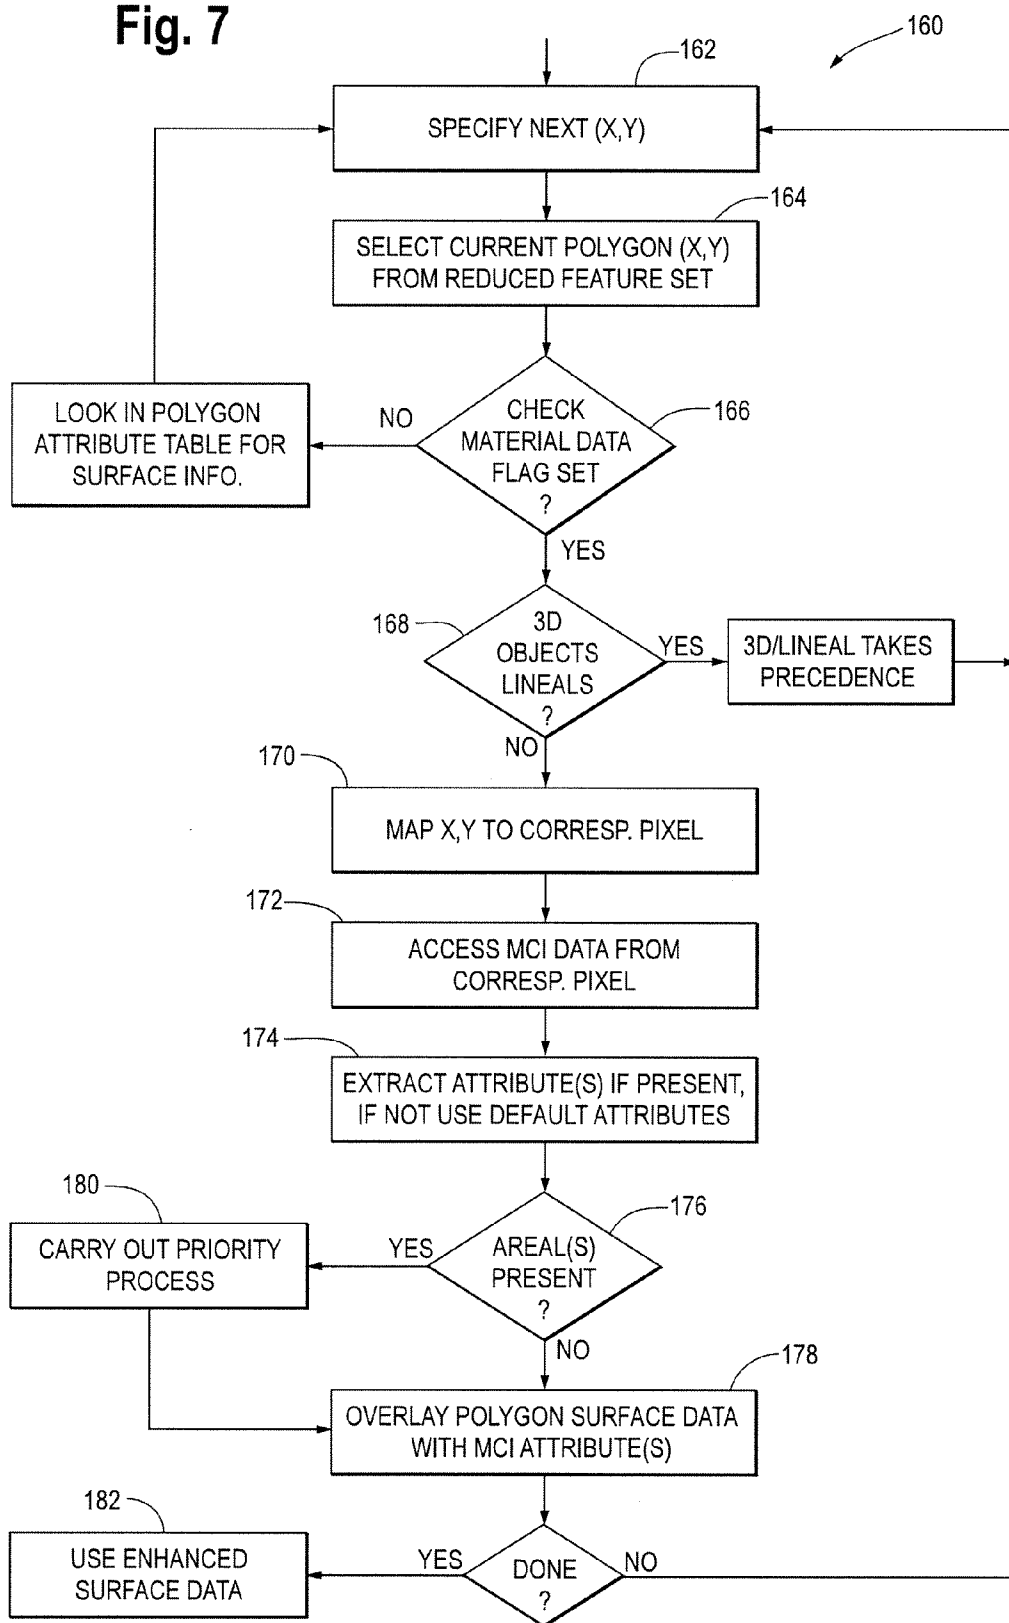 Fig. 7
160
162
SPECIFY NEXT (X,Y)
164
SELECT CURRENT POLYGON (X,Y)
FROM REDUCED FEATURE SET
LOOK IN POLYGON
ATTRIBUTE TABLE FOR
SURFACE INFO.
NO
CHECK
MATERIAL DATA
FLAG SET
?
166
YES
168
3D
OBJECTS
LINEALS
?
YES
3D/LINEAL TAKES
PRECEDENCE
NO
170
MAP X,Y TO CORRESP. PIXEL
172
ACCESS MCI DATA FROM
CORRESP. PIXEL
174
EXTRACT ATTRIBUTE(S) IF PRESENT,
IF NOT USE DEFAULT ATTRIBUTES
180
CARRY OUT PRIORITY
PROCESS
YES
AREAL(S)
PRESENT
?
176
NO
178
OVERLAY POLYGON SURFACE DATA
WITH MCI ATTRIBUTE(S)
182
USE ENHANCED
SURFACE DATA
YES
DONE
?
NO